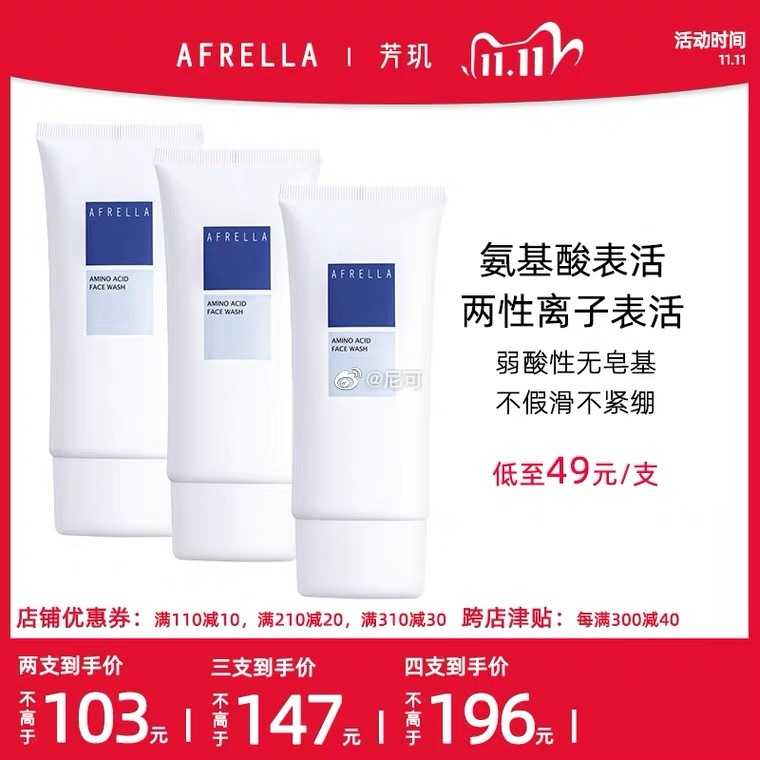 AFRELLA | 芳玑
11.11
活动时间
11.11
AFRELLA
AMINO ACID
FACE WASH
AFRELLA
AMINO ACID
FACE WASH
AFRELLA
AMINO ACID
FACE WASH
@尼可
氨基酸表活
两性离子表活
弱酸性无皂基
不假滑不紧绷
低至49元/支
店铺优惠券：满110减10，满210减20，满310减30 跨店津贴：每满300减40
两支到手价
不高于103元
三支到手价
不高于147元
四支到手价
不高于196元